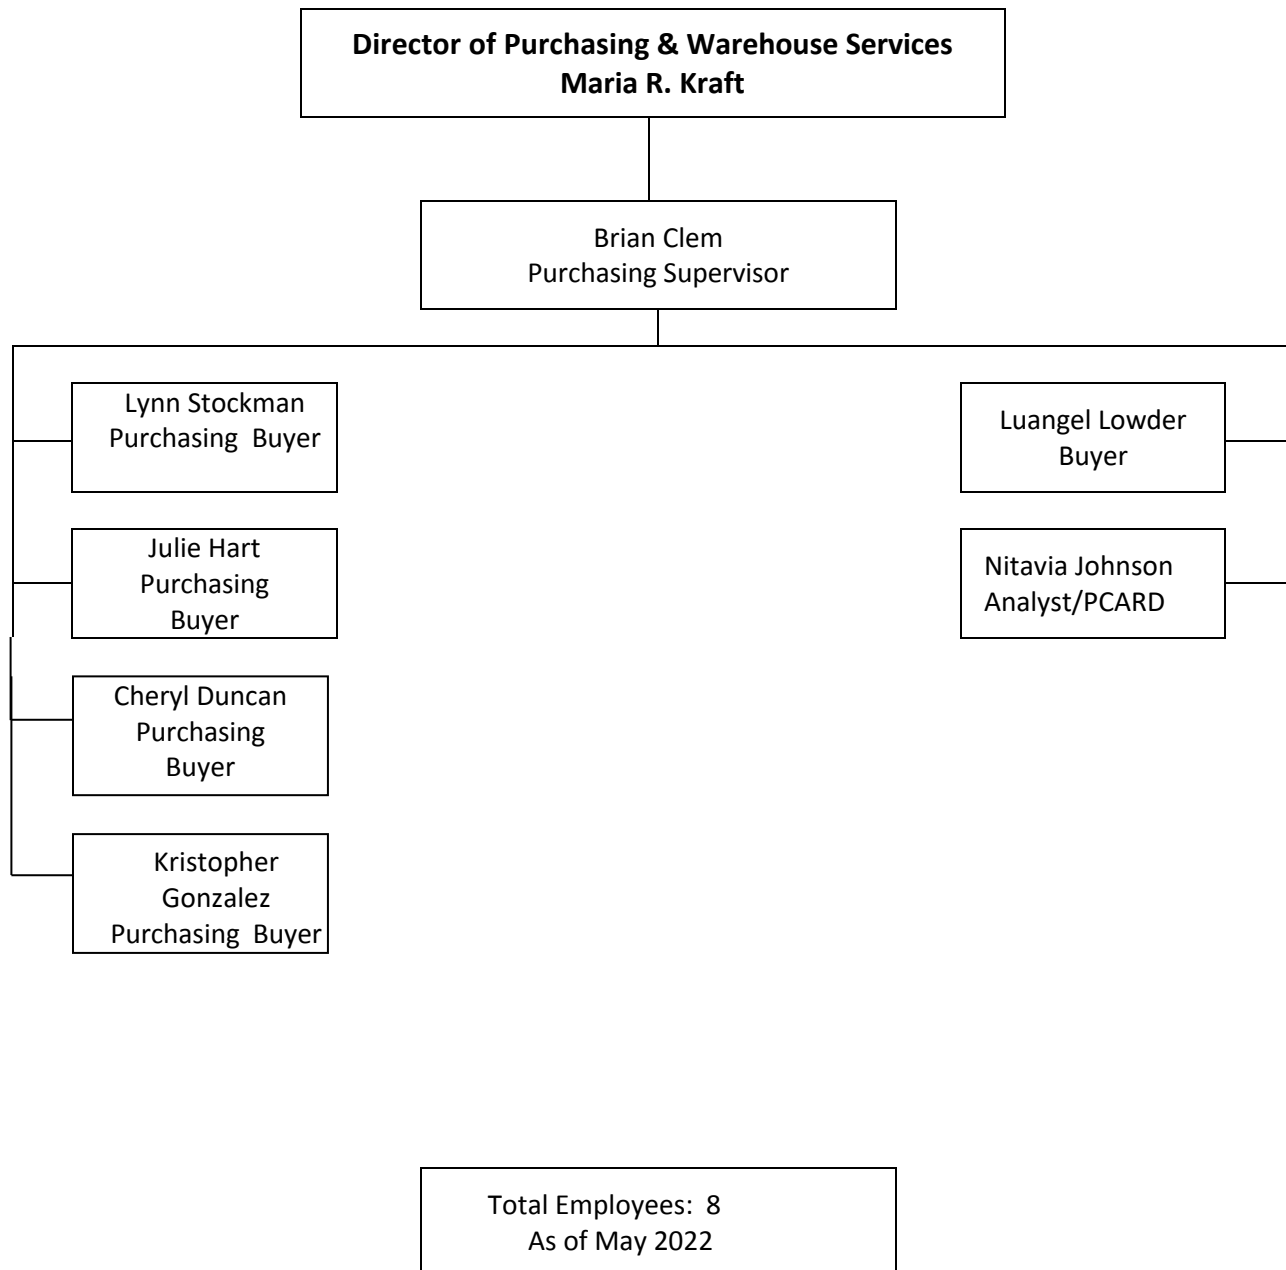 Director of Purchasing & Warehouse Services
Maria R. Kraft
Brian Clem
Purchasing Supervisor
Lynn Stockman
Purchasing  Buyer
Julie Hart
Purchasing
Buyer
Cheryl Duncan
Purchasing
Buyer
Kristopher
Gonzalez
Purchasing  Buyer
Luangel Lowder
Buyer
Nitavia Johnson
Analyst/PCARD
Total Employees:  8
As of May 2022